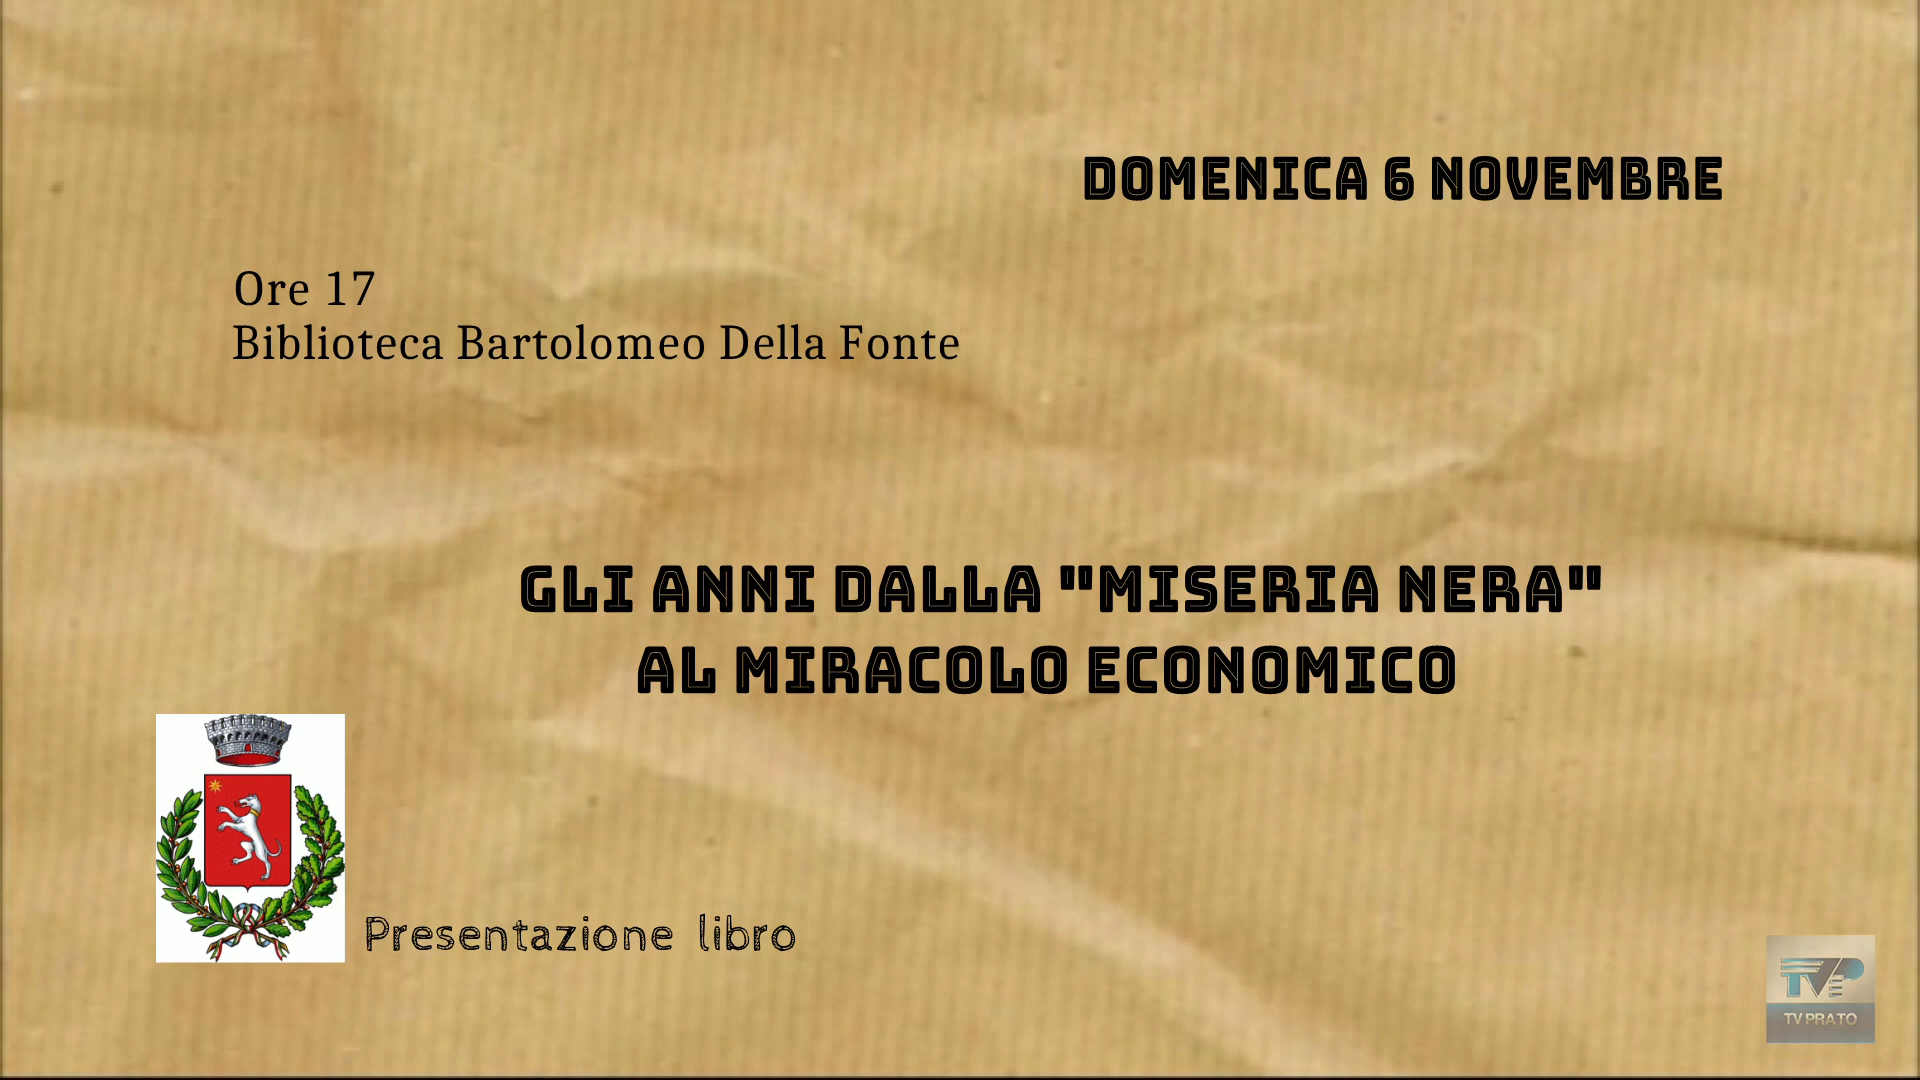 DOMENICA 6 NOVEMBRE
Ore 17
Biblioteca Bartolomeo Della Fonte
GLI ANNI DALLA "MISERIA NERA"
AL MIRACOLO ECONOMICO
Presentazione libro
TVP
TV PRATO